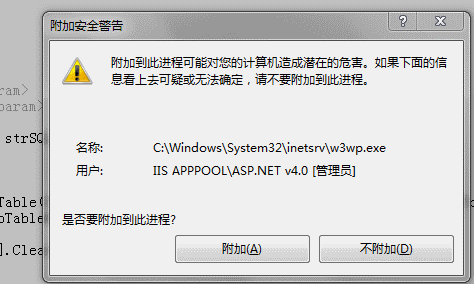 附加安全警告
附加到此进程可能对您的计算机造成潜在的危害。如果下面的信
息看上去可疑或无法确定，请不要附加到此进程。
ram>
param>
strSQ
名称: C:\Windows\System32\inetsrv\w3wp.exe
用户: IIS APPPOOL\ASP.NET v4.0 [管理员]
Table(
oTable
是否要附加到此进程?
].Clea
附加(A) 不附加(D)